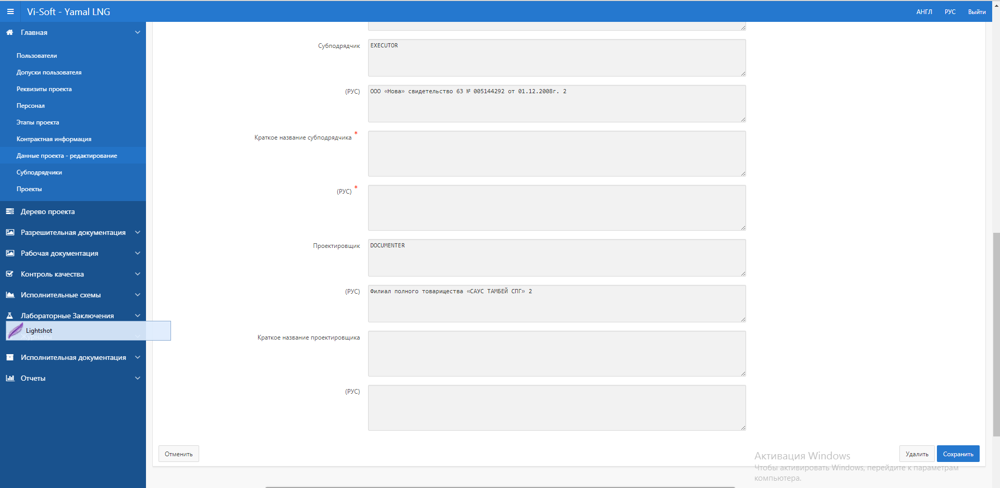 Vi-Soft - Yamal LNG
АНГЛ РУС Выйти
Главная
Пользователи
Допуски пользователя
Реквизиты проекта
Персонал
Этапы проекта
Контрактная информация
Данные проекта - редактирование
Субподрядчики
Проекты
Дерево проекта
Разрешительная документация
Рабочая документация
Контроль качества
Исполнительные схемы
Лабораторные Заключения
Lightshot
Журналы
Исполнительная документация
Отчеты
Субподрядчик
EXECUTOR
(РУС)
ООО «Нова» свидетельство 63 № 005144292 от 01.12.2008г. 2
Краткое название субподрядчика *
(РУС) *
Проектировщик
DOCUMENTER
(РУС)
Филиал полного товарищества «САУС ТАМБЕЙ СПГ» 2
Краткое название проектировщика
(РУС)
Отменить
Удалить
Сохранить
Активация Windows
Чтобы активировать Windows, перейдите к параметрам
компьютера.